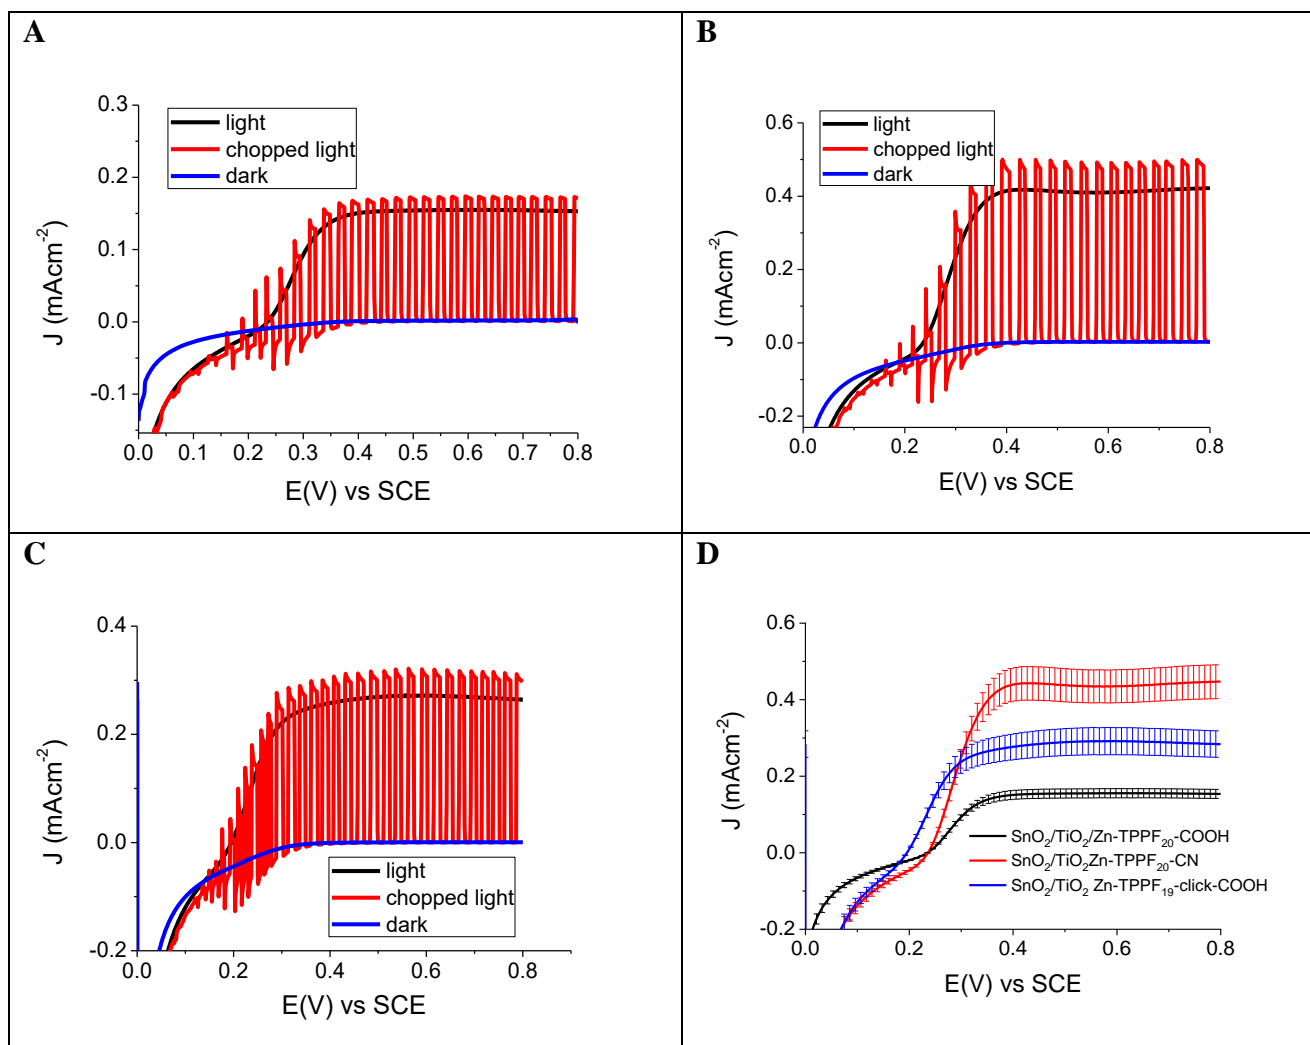 A
0.3
0.2
0.1
0.0
-0.1
J (mAcm-2)
light
chopped light
dark
0.0 0.1 0.2 0.3 0.4 0.5 0.6 0.7 0.8
E(V) vs SCE
B
0.6
0.4
0.2
0.0
-0.2
J (mAcm-2)
light
chopped light
dark
0.0 0.2 0.4 0.6 0.8
E(V) vs SCE
C
0.4
0.2
0.0
-0.2
J (mAcm-2)
light
chopped light
dark
0.0 0.2 0.4 0.6 0.8
E(V) vs SCE
D
0.6
0.4
0.2
0.0
-0.2
J (mAcm-2)
SnO2/TiO2/Zn-TPPF20-COOH
SnO2/TiO2Zn-TPPF20-CN
SnO2/TiO2 Zn-TPPF19-click-COOH
0.0 0.2 0.4 0.6 0.8
E(V) vs SCE